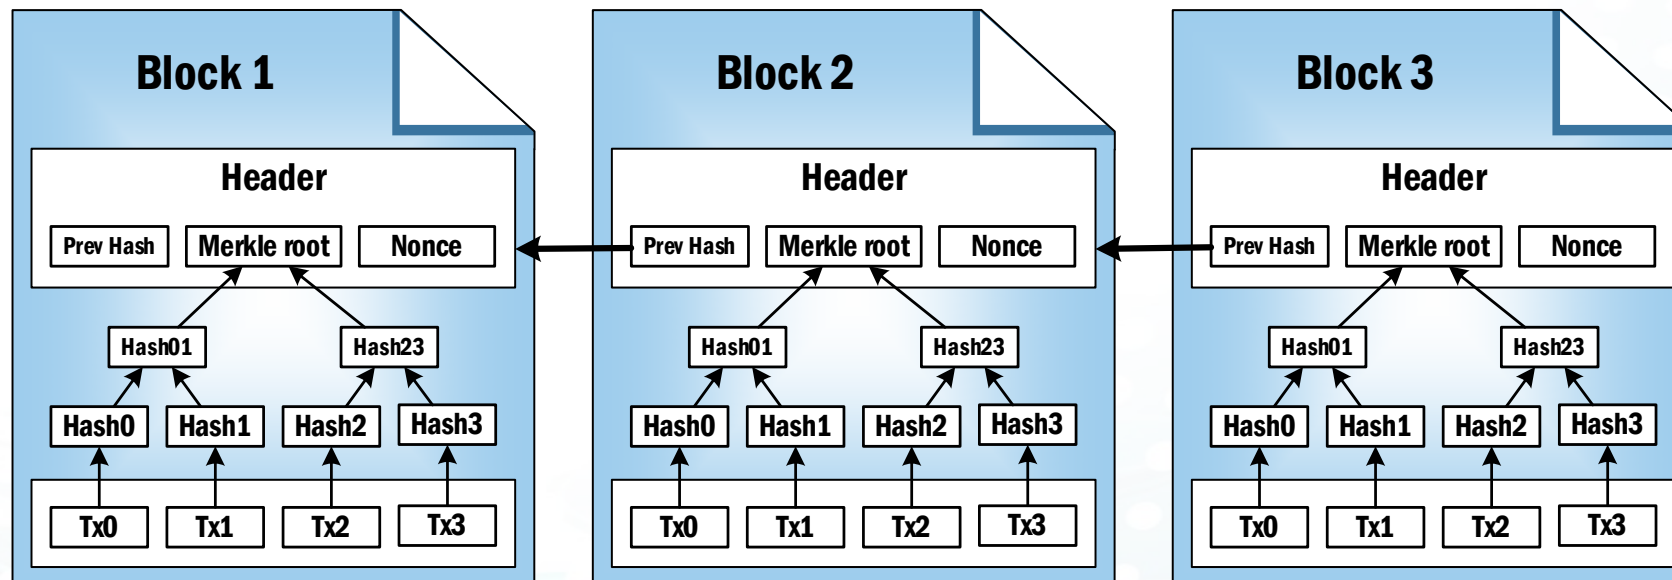 Block 1
Header
Prev Hash Merkle root Nonce
Hash01 Hash23
Hash0 Hash1 Hash2 Hash3
Tx0 Tx1 Tx2 Tx3
Block 2
Header
Prev Hash Merkle root Nonce
Hash01 Hash23
Hash0 Hash1 Hash2 Hash3
Tx0 Tx1 Tx2 Tx3
Block 3
Header
Prev Hash Merkle root Nonce
Hash01 Hash23
Hash0 Hash1 Hash2 Hash3
Tx0 Tx1 Tx2 Tx3